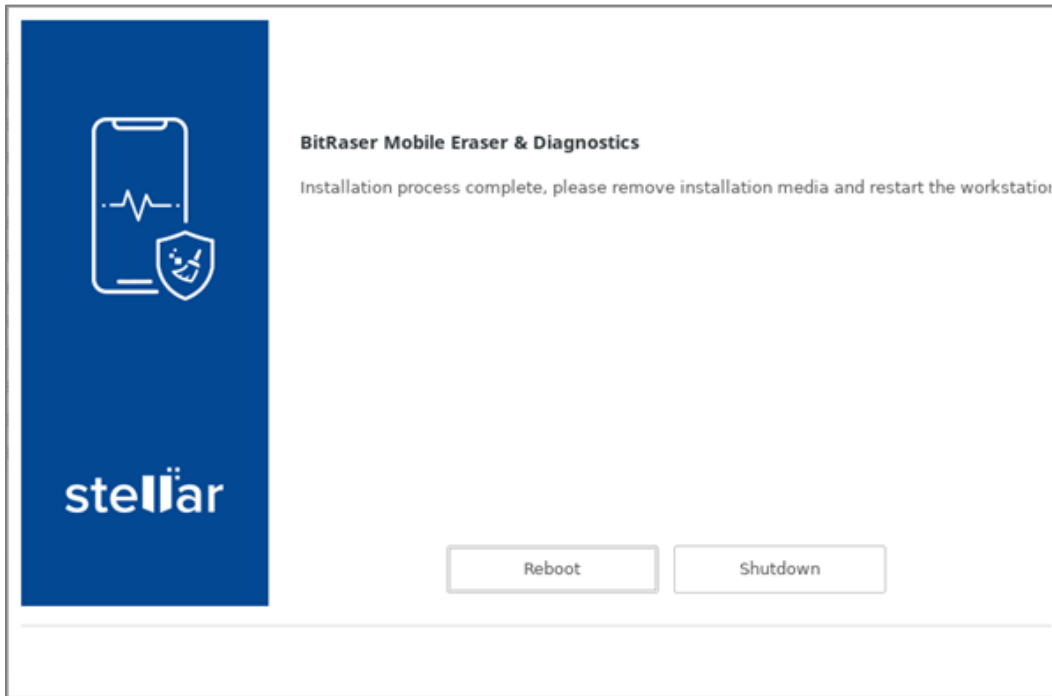 BitRaser Mobile Eraser & Diagnostics
Installation process complete, please remove installation media and restart the workstation
stellar
Reboot
Shutdown